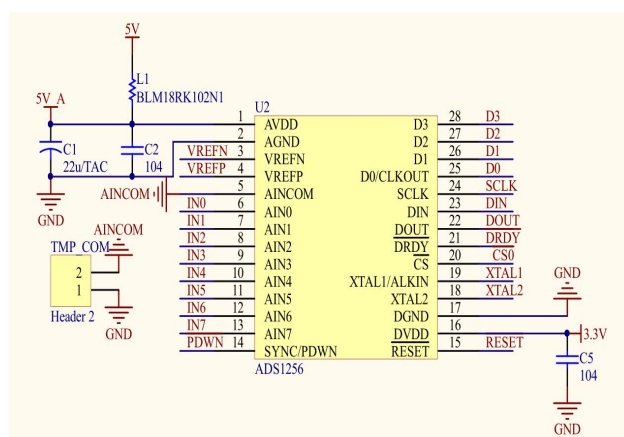 5V
L1
BLM18RK102N1
5V_A
C1
22u/TAC
C2
104
GND
U2
1 AVDD D3 28 D3
2 AGND D2 27 D2
VREFN 3 VREFN D1 26 D1
VREFP 4 VREFP D0/CLKOUT 25 D0
AINCOM 5 AINCOM SCLK 24 SCLK
IN0 6 AIN0 DIN 23 DIN
IN1 7 AIN1 DOUT 22 DOUT
IN2 8 AIN2 DRDY 21 DRDY
IN3 9 AIN3 CS 20 CS0
IN4 10 AIN4 XTAL1/ALKIN 19 XTAL1
IN5 11 AIN5 XTAL2 18 XTAL2
IN6 12 AIN6 DGND 17
IN7 13 AIN7 DVDD 16
PDWN 14 SYNC/PDWN RESET 15 RESET
ADS1256
AINCOM
TMP_COM
2
1
Header 2
GND
GND
3.3V
C5
104
GND